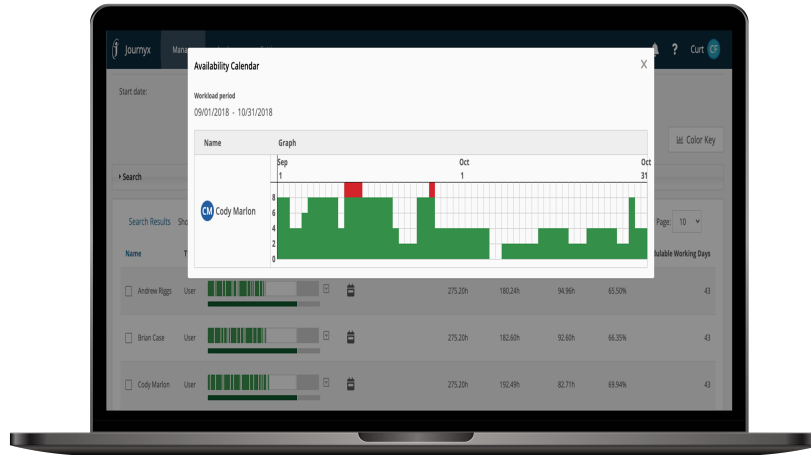 Journyx
? Curt CF
Start date:
Color Key
Availability Calendar X
Workload period
09/01/2018 - 10/31/2018
Name Graph
Sep Oct Oct
1 1 31
8
6
4
2
0
CM Cody Marlon
Search
Search Results Page: 10
Name Working Days
Andrew Riggs User 275.20h 180.24h 94.96h 65.50% 43
Brian Case User 275.20h 182.60h 92.60h 66.35% 43
Cody Marlon User 275.20h 192.49h 82.71h 69.94% 43